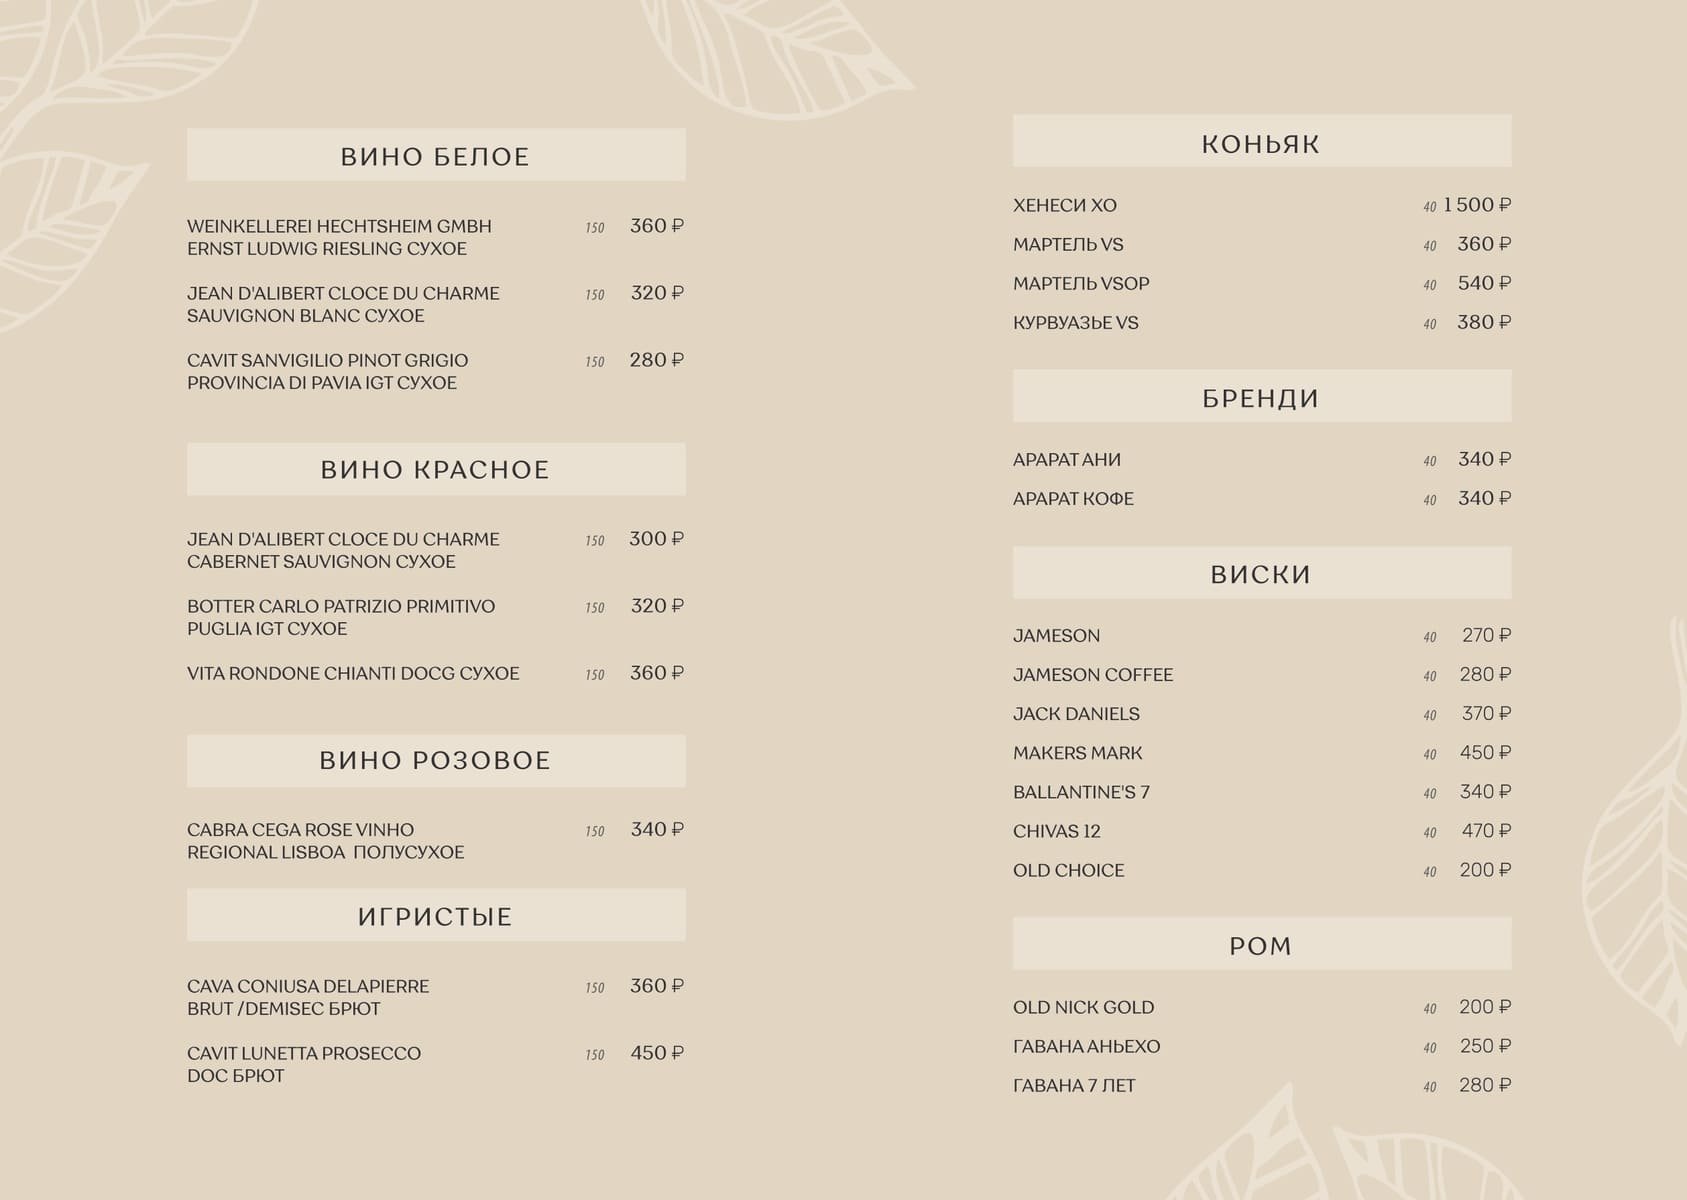 ВИНО БЕЛОЕ
WEINKELLEREI HECHTSHEIM GMBH 150 360 ₽
ERNST LUDWIG RIESLING СУХОЕ
JEAN D'ALIBERT CLOCE DU CHARME 150 320 ₽
SAUVIGNON BLANC СУХОЕ
CAVIT SANVIGILIO PINOT GRIGIO 150 280 ₽
PROVINCIA DI PAVIA IGT СУХОЕ
ВИНО КРАСНОЕ
JEAN D'ALIBERT CLOCE DU CHARME 150 300 ₽
CABERNET SAUVIGNON СУХОЕ
BOTTER CARLO PATRIZIO PRIMITIVO 150 320 ₽
PUGLIA IGT СУХОЕ
VITA RONDONE CHIANTI DOCG СУХОЕ 150 360 ₽
ВИНО РОЗОВОЕ
CABRA CEGA ROSE VINHO 150 340 ₽
REGIONAL LISBOA ПОЛУСУХОЕ
ИГРИСТЫЕ
CAVA CONIUSA DELAPIERRE 150 360 ₽
BRUT /DEMISEC БРЮТ
CAVIT LUNETTA PROSECCO 150 450 ₽
DOC БРЮТ
КОНЬЯК
ХЕНЕСИ XO 40 1 500 ₽
МАРТЕЛЬ VS 40 360 ₽
МАРТЕЛЬ VSOP 40 540 ₽
КУРВУАЗЬЕ VS 40 380 ₽
БРЕНДИ
АРАРАТ АНИ 40 340 ₽
АРАРАТ КОФЕ 40 340 ₽
ВИСКИ
JAMESON 40 270 ₽
JAMESON COFFEE 40 280 ₽
JACK DANIELS 40 370 ₽
MAKERS MARK 40 450 ₽
BALLANTINE'S 7 40 340 ₽
CHIVAS 12 40 470 ₽
OLD CHOICE 40 200 ₽
РОМ
OLD NICK GOLD 40 200 ₽
ГАВАНА АНЬЕХО 40 250 ₽
ГАВАНА 7 ЛЕТ 40 280 ₽